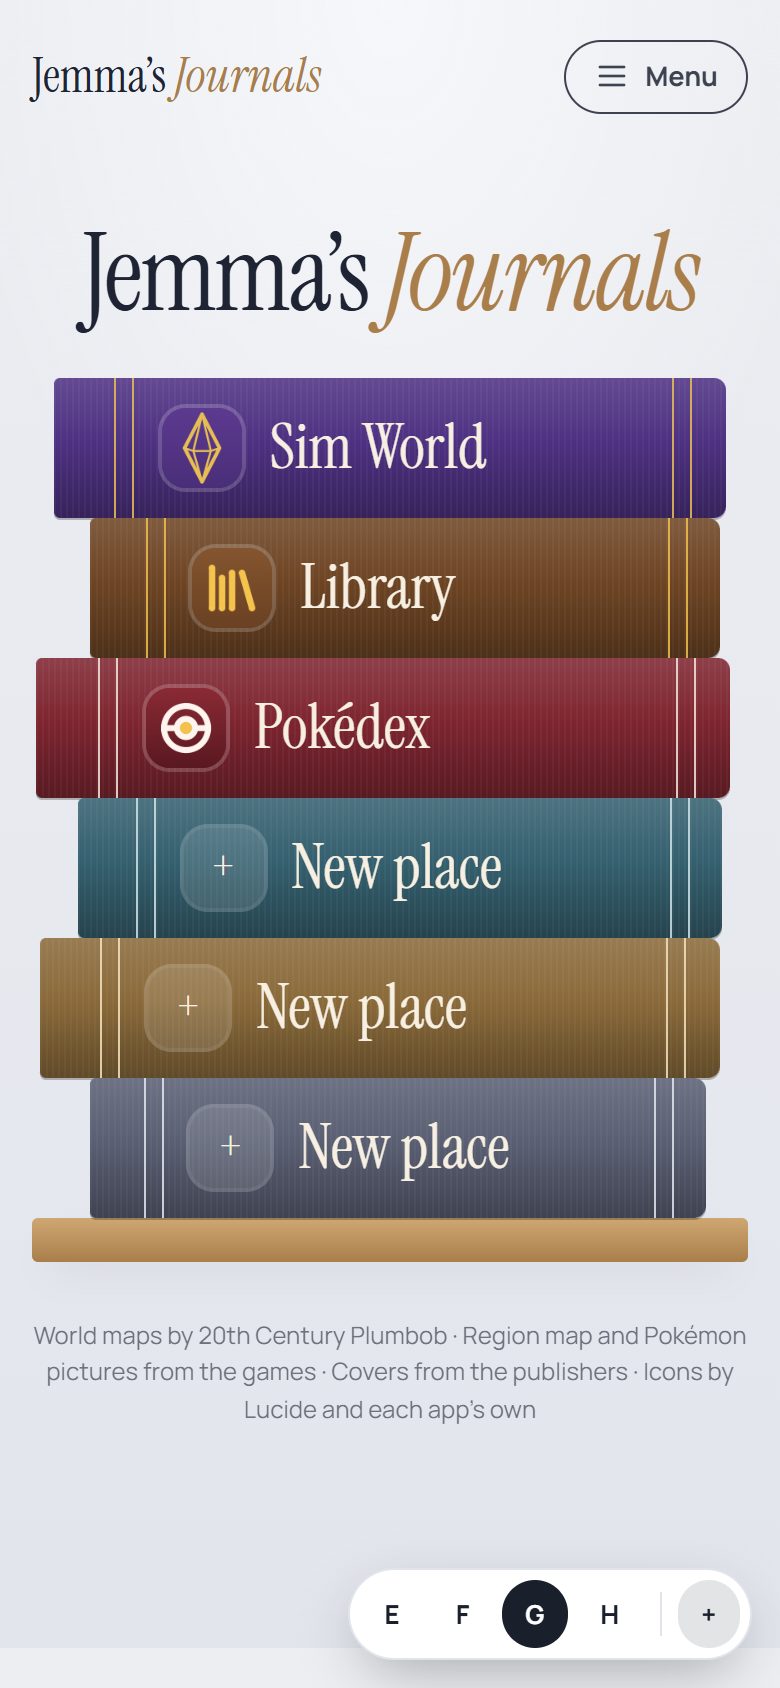 Jemma’s Journals
Menu
Jemma’s Journals
Sim World
Library
Pokédex
+ New place
+ New place
+ New place
World maps by 20th Century Plumbob · Region map and Pokémon
pictures from the games · Covers from the publishers · Icons by
Lucide and each app’s own
E F G H +